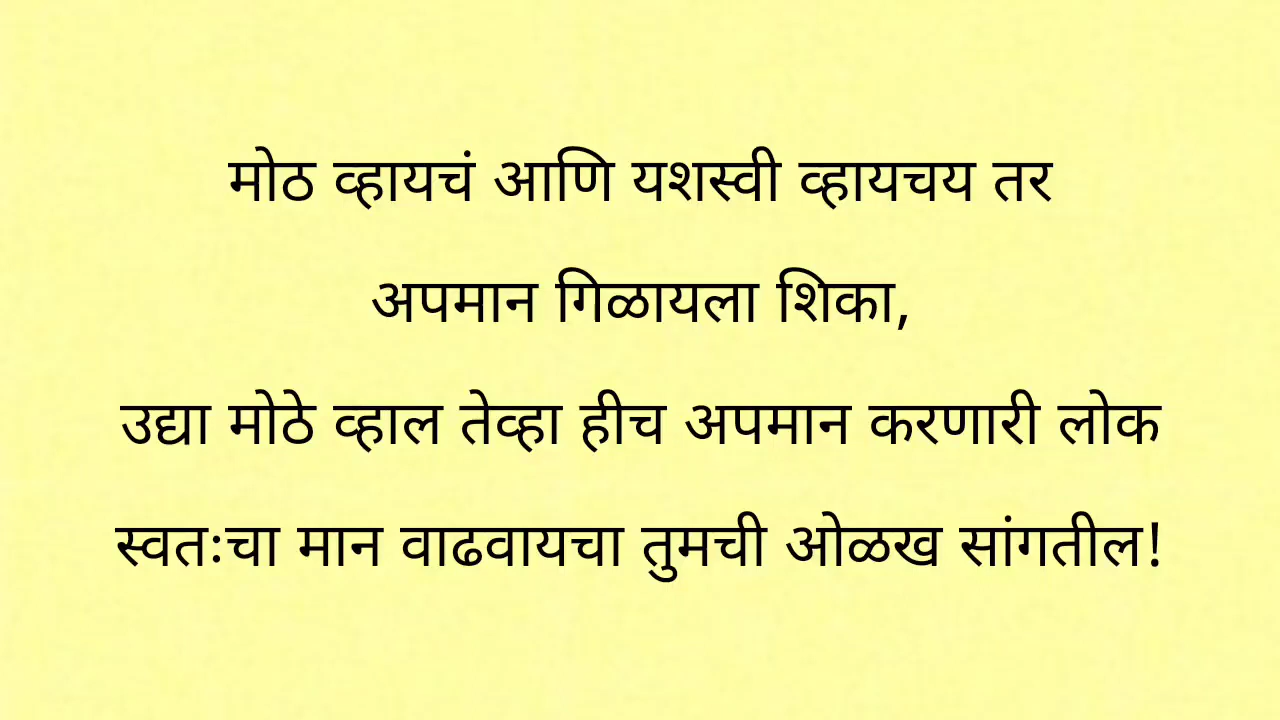 मोठ व्हायचं आणि यशस्वी व्हायचय तर
अपमान गिळायला शिका,
उद्या मोठे व्हाल तेव्हा हीच अपमान करणारी लोक
स्वतःचा मान वाढवायचा तुमची ओळख सांगतील!